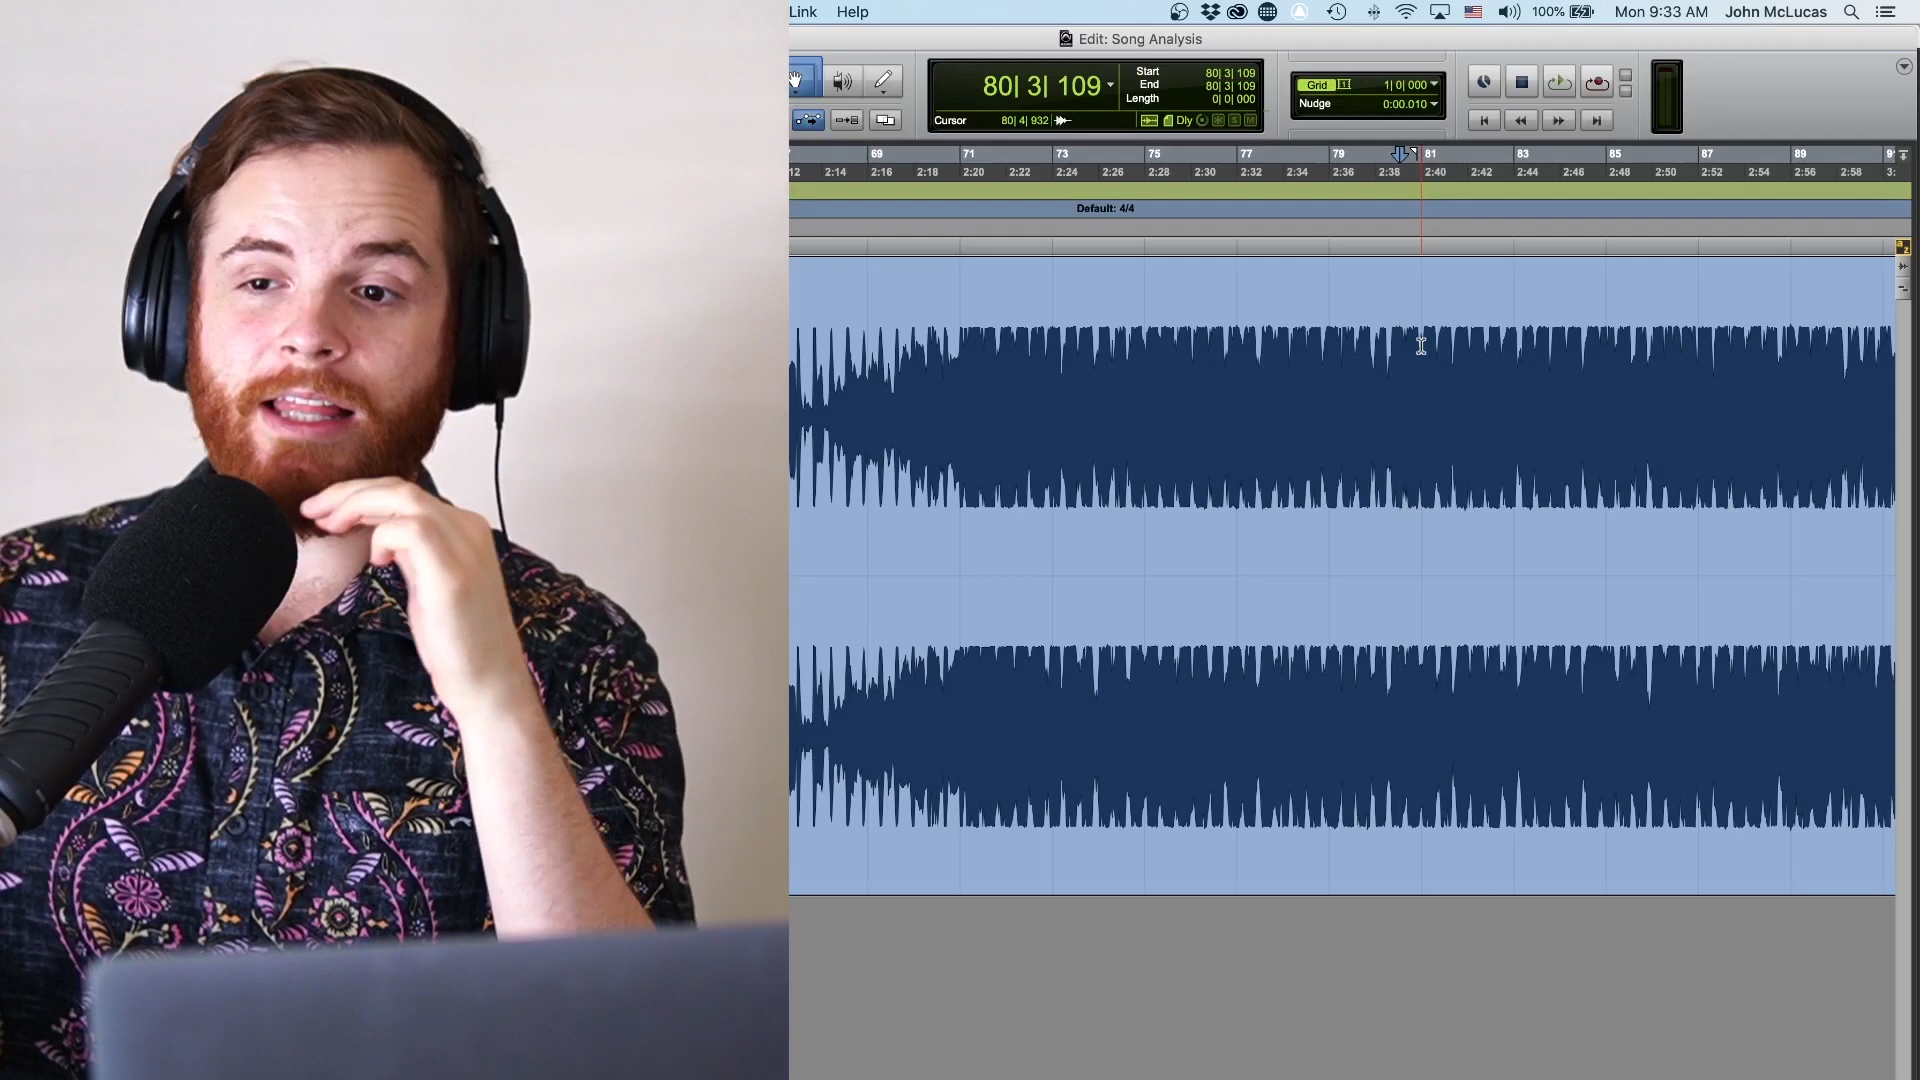 Link Help 100% Mon 9:33 AM John McLucas
Edit: Song Analysis
80| 3| 109
Start 80| 3| 109
End 80| 3| 109
Length 0| 0| 000
Cursor 80| 4| 932 Dly S M
Grid 1| 0| 000
Nudge 0:00.010
69 71 73 75 77 79 81 83 85 87 89
12 2:14 2:16 2:18 2:20 2:22 2:24 2:26 2:28 2:30 2:32 2:34 2:36 2:38 2:40 2:42 2:44 2:46 2:48 2:50 2:52 2:54 2:56 2:58 3:
Default: 4/4
a
z